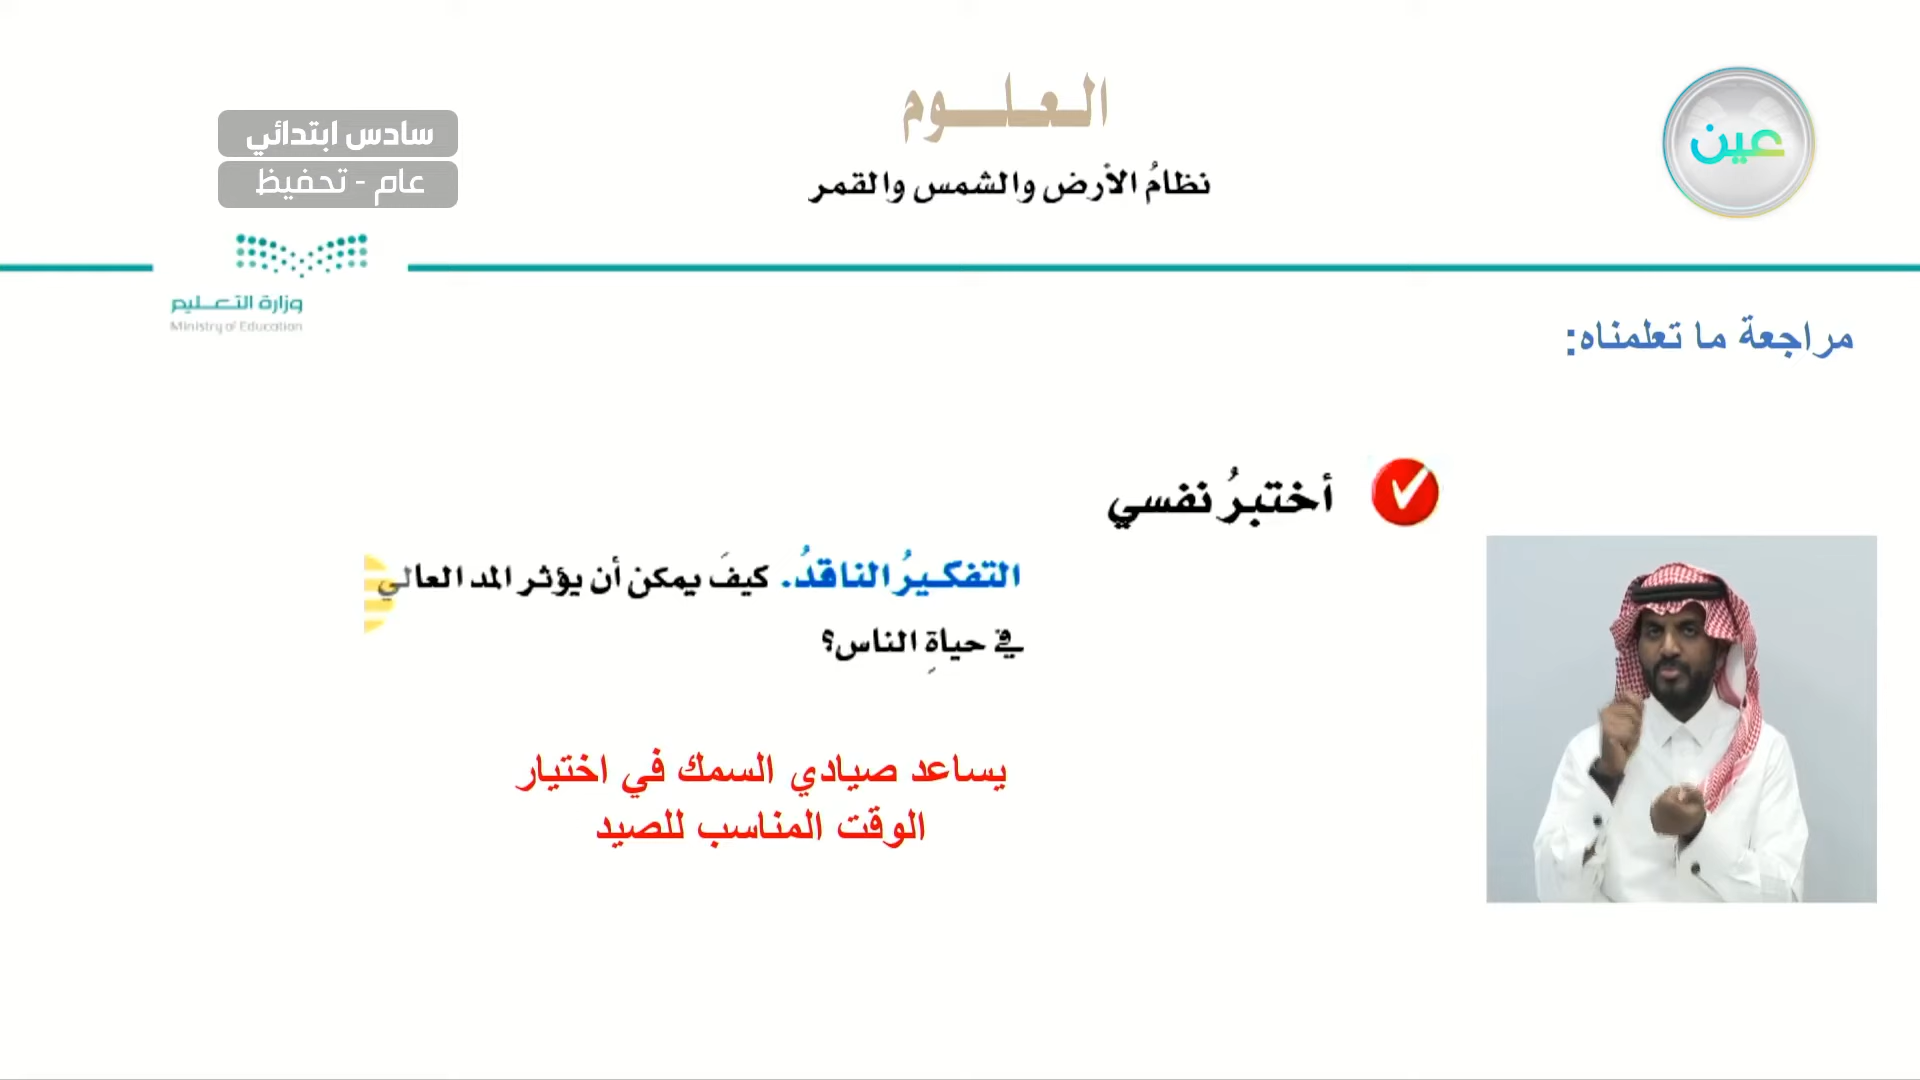 العلوم
نظامُ الأرض والشمس والقمر
عين
سادس ابتدائي
عام - تحفيظ
وزارة التعليم
Ministry of Education
مراجعة ما تعلمناه:
أختبرُ نفسي
التفكيرُ الناقدُ. كيفَ يمكن أن يؤثر المد العالي
في حياةِ الناس؟
يساعد صيادي السمك في اختيار
الوقت المناسب للصيد